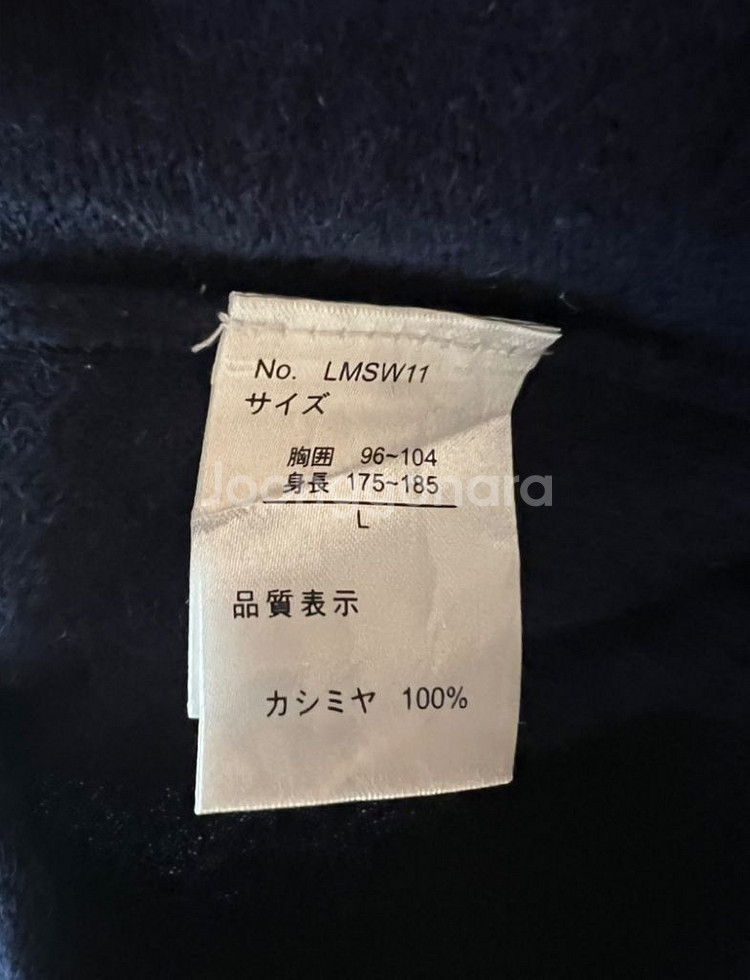 No. LMSW11
サイズ
胸囲 96~104
身長 175~185
L
品質表示
カシミヤ 100%
Joonggonara